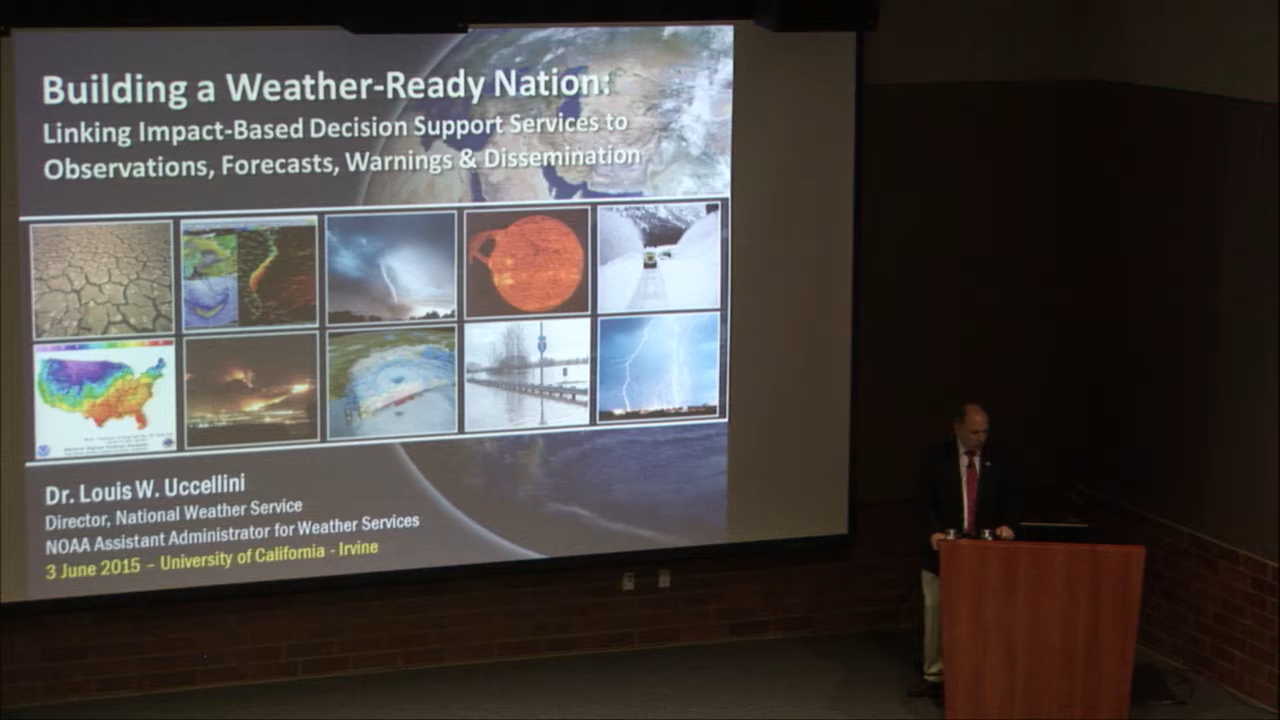 Building a Weather-Ready Nation:
Linking Impact-Based Decision Support Services to
Observations, Forecasts, Warnings & Dissemination
Dr. Louis W. Uccellini
Director, National Weather Service
NOAA Assistant Administrator for Weather Services
3 June 2015 – University of California - Irvine